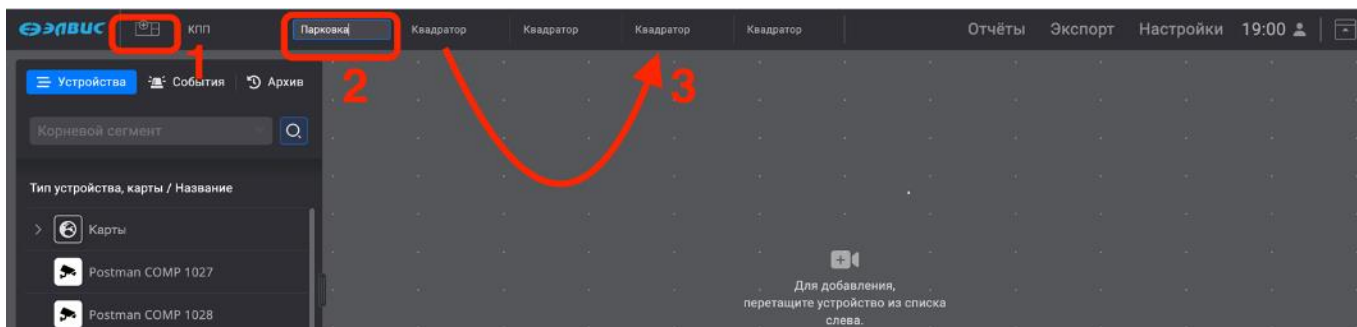 ЭЛВИС КПП Парковка Квадратор Квадратор Квадратор Квадратор Отчёты Экспорт Настройки 19:00
1 2 3
Устройства События Архив
Корневой сегмент
Тип устройства, карты / Название
Карты
Postman COMP 1027
Postman COMP 1028
Для добавления,
перетащите устройство из списка
слева.